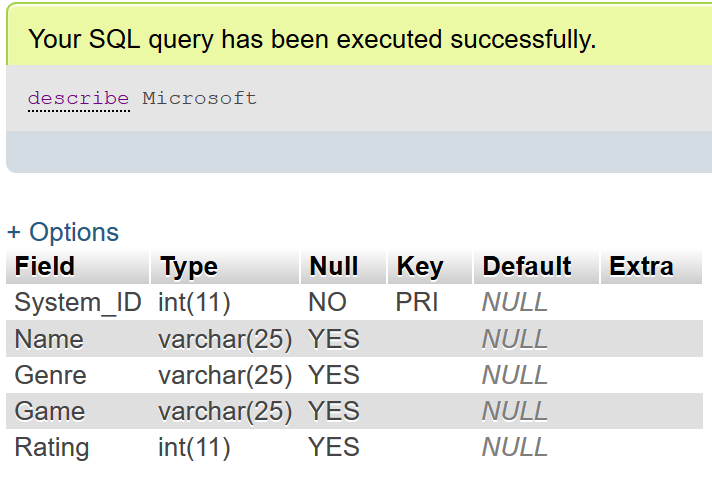 Your SQL query has been executed successfully.
describe Microsoft
+ Options
Field Type Null Key Default Extra
System_ID int(11) NO PRI NULL
Name varchar(25) YES NULL
Genre varchar(25) YES NULL
Game varchar(25) YES NULL
Rating int(11) YES NULL